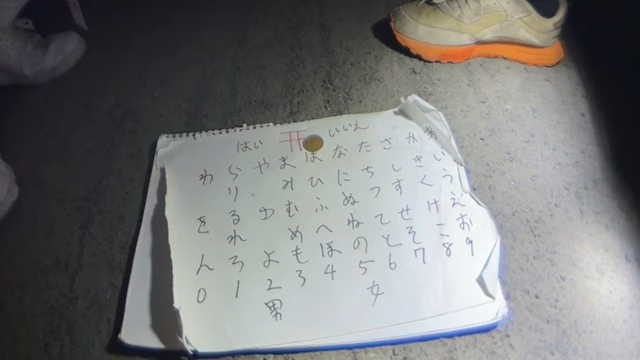 はい いいえ
あいうえお
かきくけこ
さしすせそ
たちつてと
なにぬねの
はひふへほ
まみむめも
やゆよ
らりるれろ
わをん
0 1 2 3 4 5 6 7 8 9
男 女